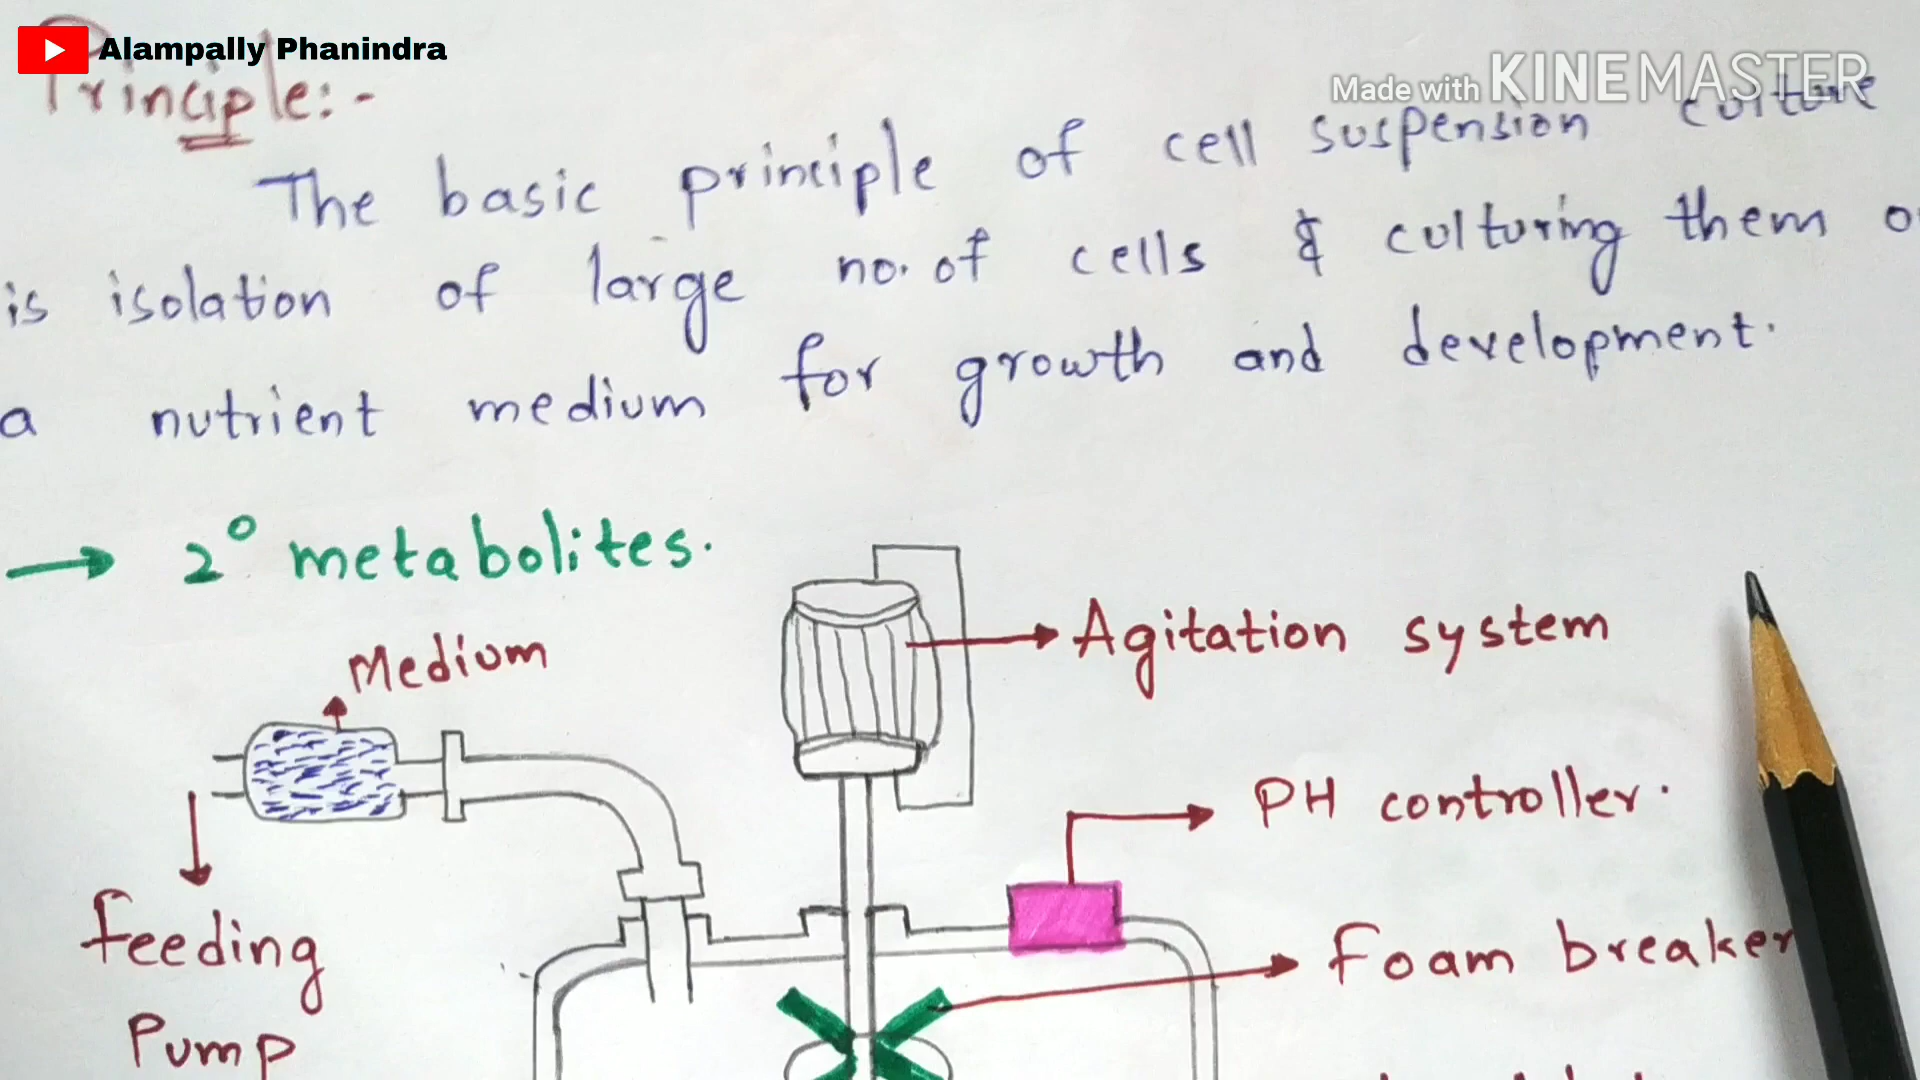 Alampally Phanindra
Made with KINEMASTER
Principle:-
The basic principle of cell suspension culture
is isolation of large no. of cells & culturing them
a nutrient medium for growth and development.
→ 2° metabolites.
Medium
Agitation system
PH controller.
Foam breaker
feeding
Pump